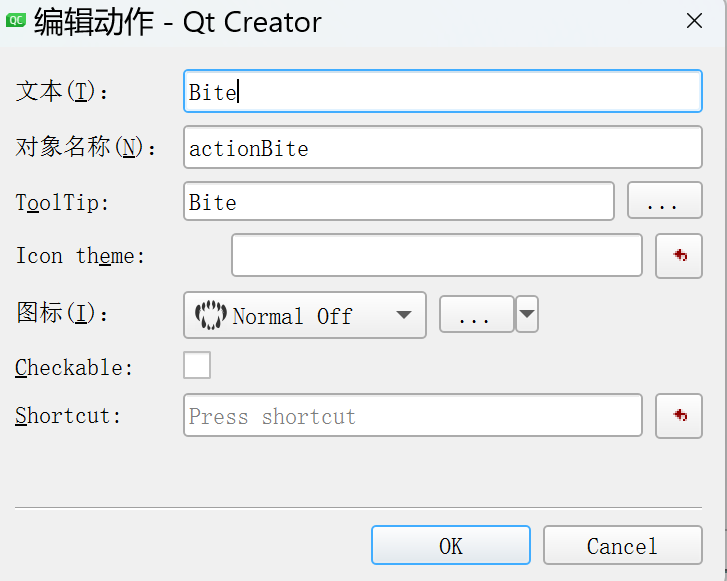 QC 编辑动作 - Qt Creator
文本(T): Bite
对象名称(N): actionBite
ToolTip: Bite ...
Icon theme:
图标(I): Normal Off ...
Checkable:
Shortcut: Press shortcut
OK Cancel